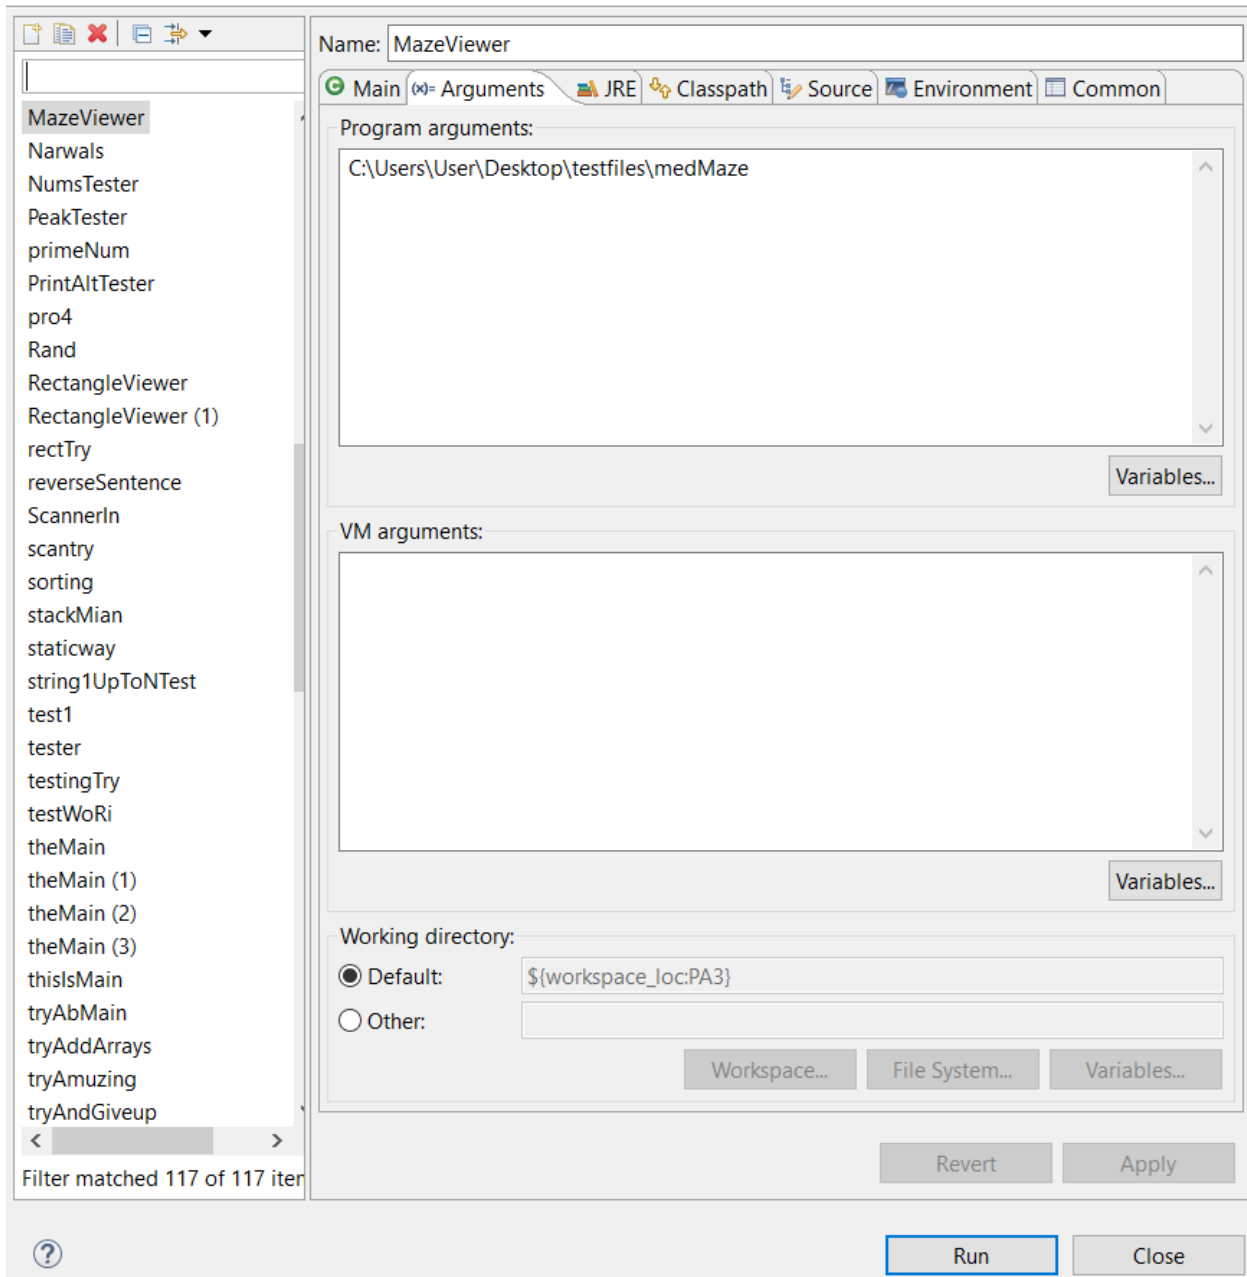 Name: MazeViewer
Main (x)= Arguments JRE Classpath Source Environment Common
MazeViewer
Narwals
NumsTester
PeakTester
primeNum
PrintAltTester
pro4
Rand
RectangleViewer
RectangleViewer (1)
rectTry
reverseSentence
ScannerIn
scantry
sorting
stackMian
staticway
string1UpToNTest
test1
tester
testingTry
testWoRi
theMain
theMain (1)
theMain (2)
theMain (3)
thisIsMain
tryAbMain
tryAddArrays
tryAmuzing
tryAndGiveup
Filter matched 117 of 117 iter
Program arguments:
C:\Users\User\Desktop\testfiles\medMaze
Variables...
VM arguments:
Variables...
Working directory:
Default: ${workspace_loc:PA3}
Other:
Workspace... File System... Variables...
Revert Apply
Run Close